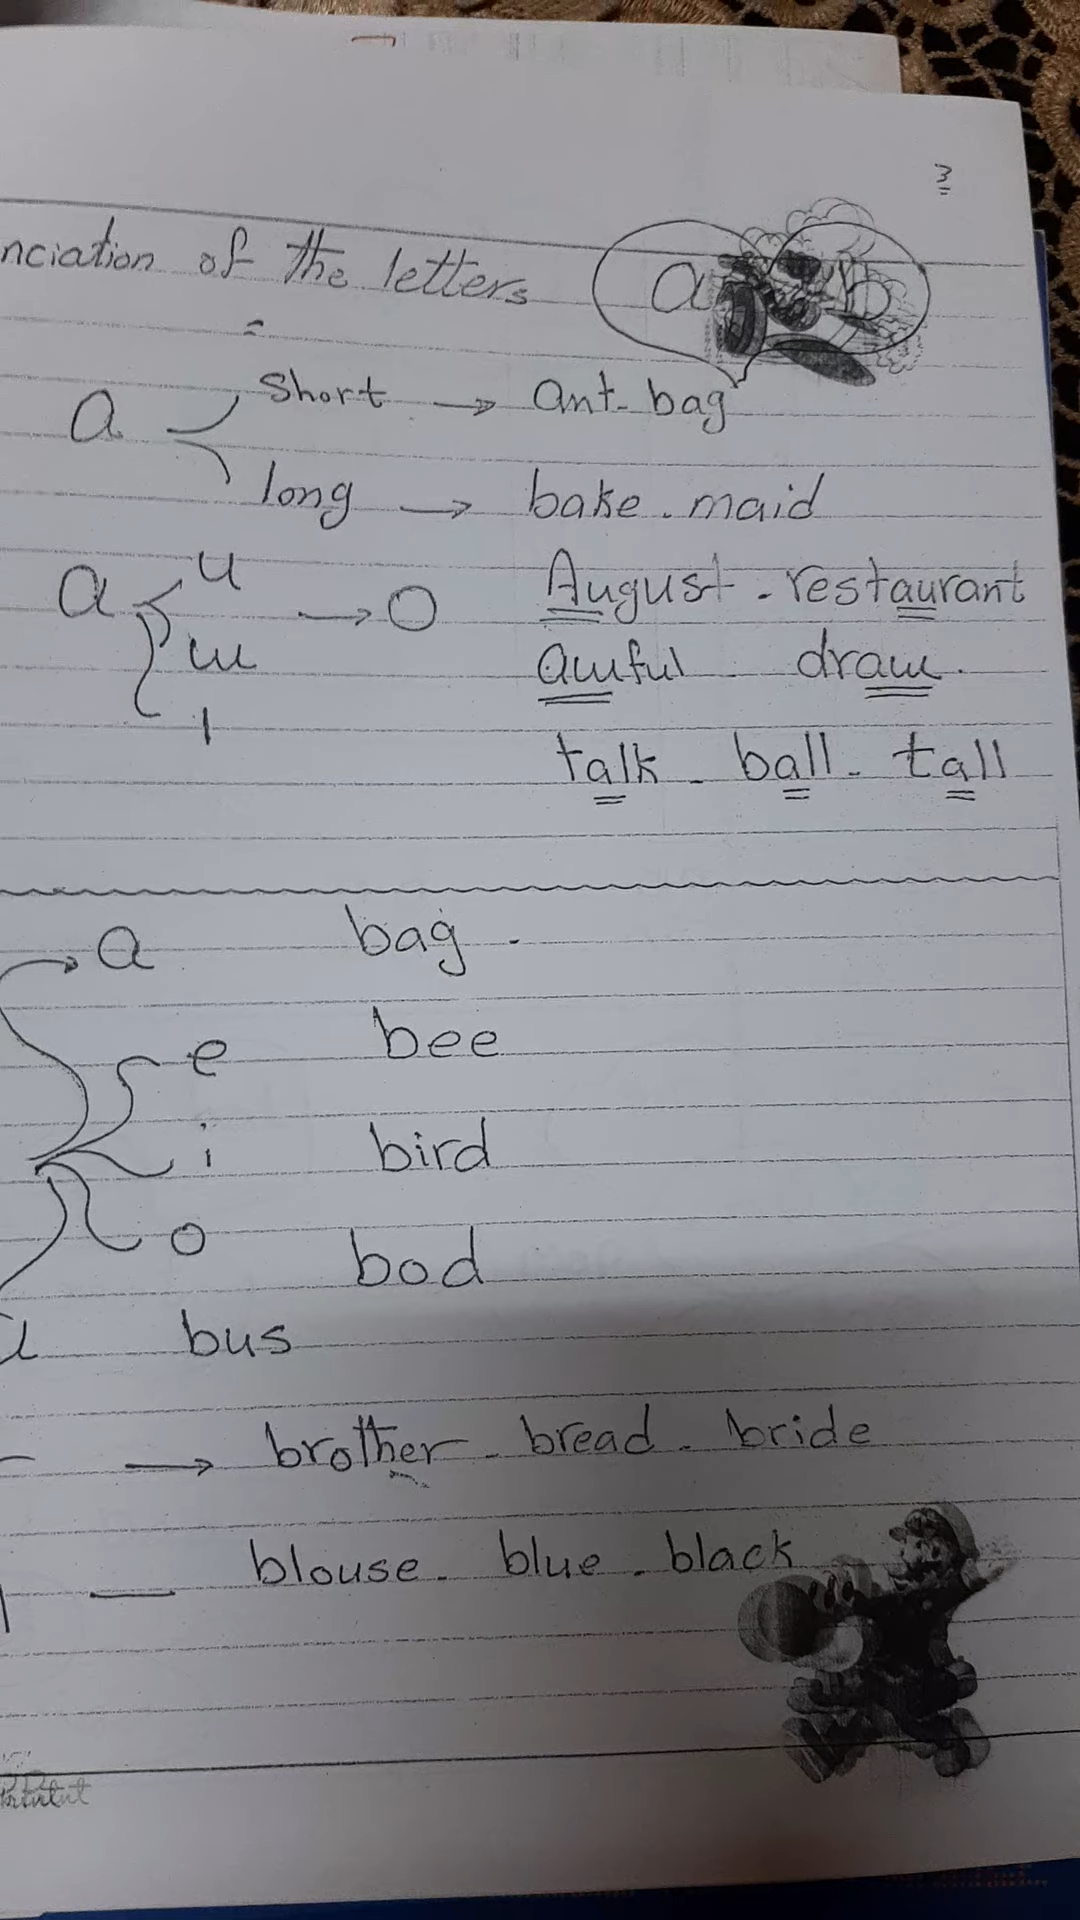 nciation of the letters
a b
a short → ant - bag
long → bake - maid
a u → o August - restaurant
w awful draw.
l talk - ball - tall
a bag -
e bee
i bird
o bod
u bus
r → brother - bread - bride
l — blouse - blue - black